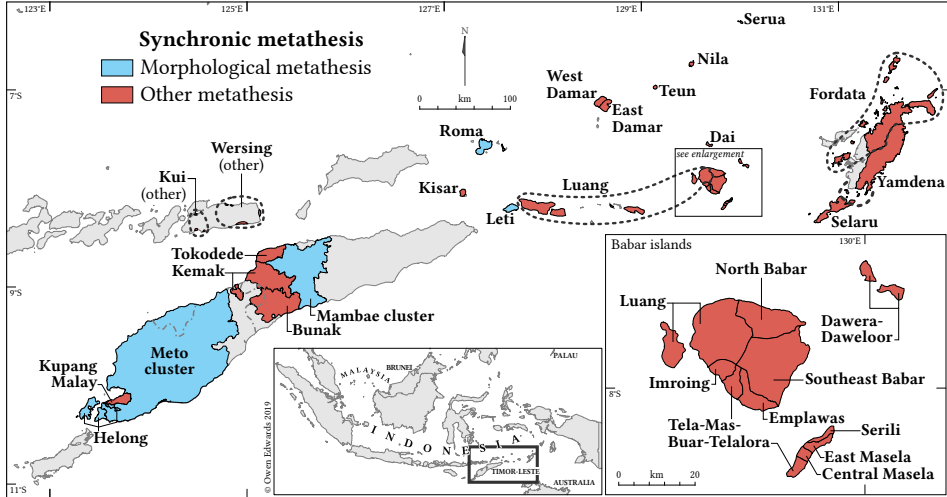 123°E
125°E
127°E
129°E
131°E
Synchronic metathesis
Morphological metathesis
Other metathesis
N
0 km 100
7°S
9°S
11°S
Serua
Nila
Teun
West
Damar
East
Damar
Fordata
Roma
Dai
see enlargement
Wersing
(other)
Kui
(other)
Kisar
Luang
Leti
Yamdena
Selaru
Tokodede
Kemak
Mambae cluster
Bunak
Meto
cluster
Kupang
Malay
Helong
© Owen Edwards 2019
PALAU
BRUNEI
MALAYSIA
INDONESIA
TIMOR-LESTE
AUSTRALIA
Babar islands
130°E
8°S
North Babar
Luang
Dawera-
Daweloor
Imroing
Southeast Babar
Emplawas
Tela-Mas-
Buar-Telalora
Serili
East Masela
Central Masela
0 km 20